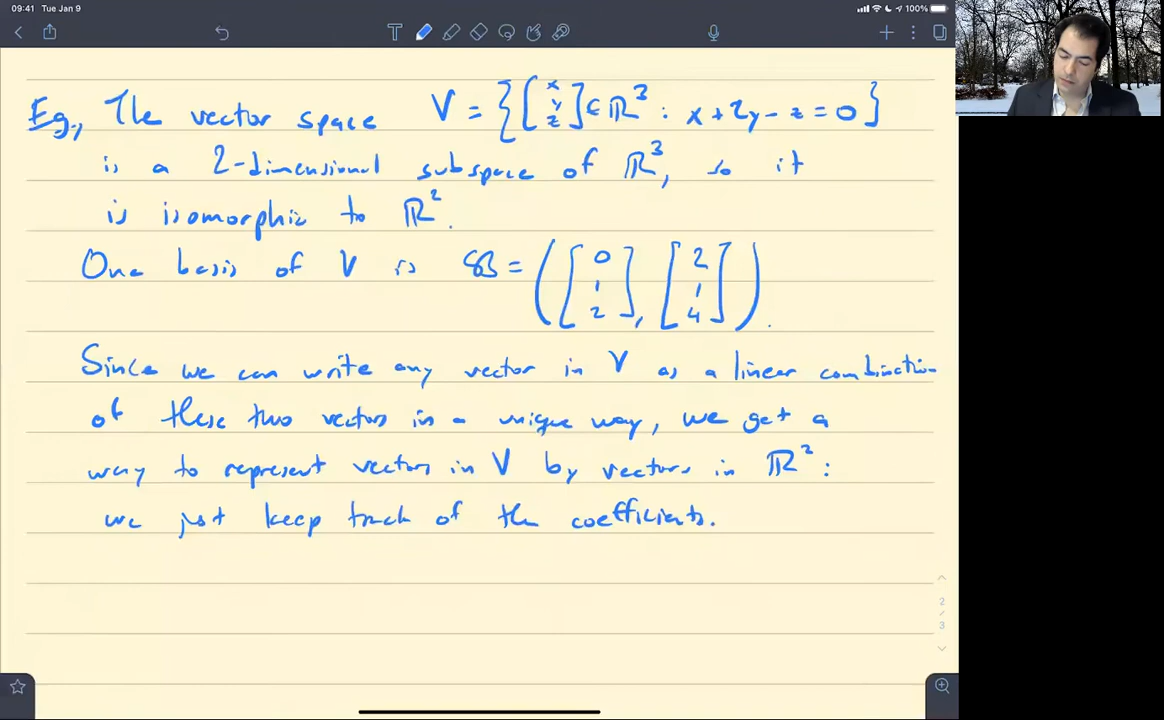 09:41 Tue Jan 9
100%
Eg., The vector space V = {[x y z] ∈ ℝ³ : x + 2y - z = 0}
is a 2-dimensional subspace of ℝ³, so it
is isomorphic to ℝ².
One basis of V is 𝔅 = ([0 1 2], [2 1 4]).
Since we can write any vector in V as a linear combination
of these two vectors in a unique way, we get a
way to represent vectors in V by vectors in ℝ²:
we just keep track of the coefficients.
2 / 3